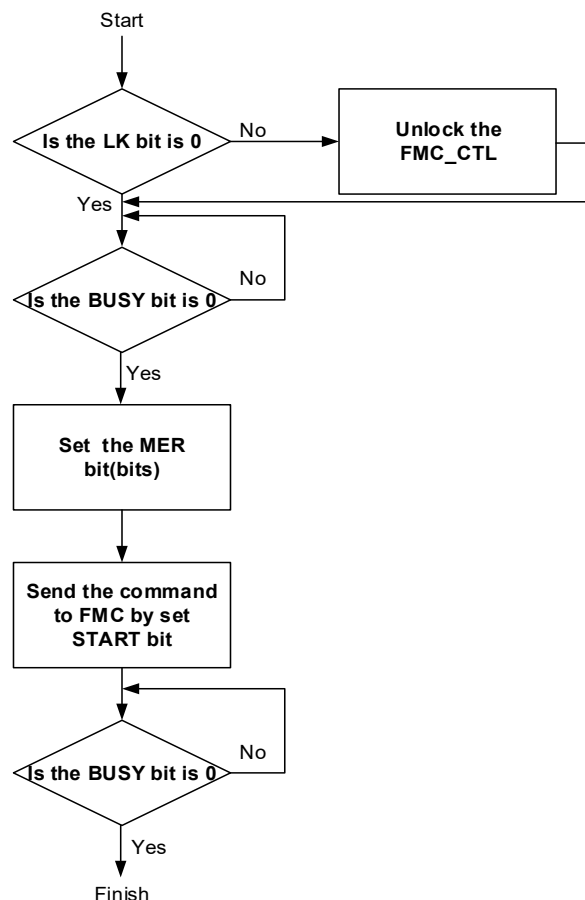 Start
Is the LK bit is 0
No
Unlock the
FMC_CTL
Yes
No
Is the BUSY bit is 0
Yes
Set the MER
bit(bits)
Send the command
to FMC by set
START bit
No
Is the BUSY bit is 0
Yes
Finish